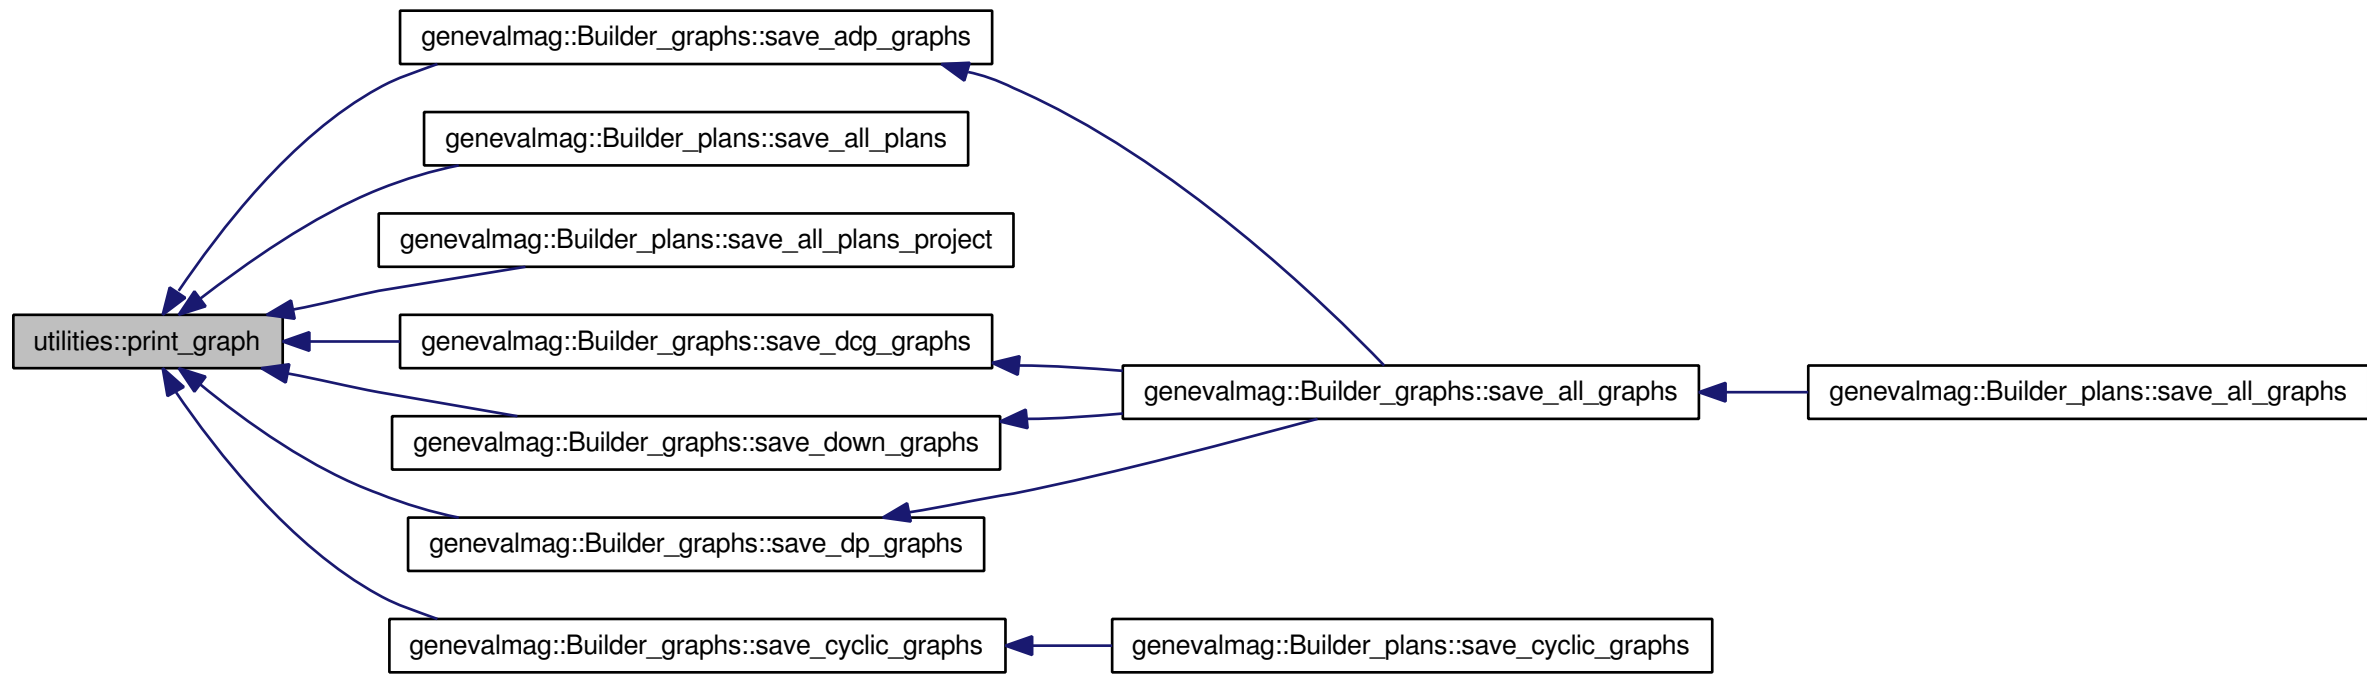 genevalmag::Builder_graphs::save_adp_graphs
genevalmag::Builder_plans::save_all_plans
genevalmag::Builder_plans::save_all_plans_project
utilities::print_graph
genevalmag::Builder_graphs::save_dcg_graphs
genevalmag::Builder_graphs::save_all_graphs
genevalmag::Builder_plans::save_all_graphs
genevalmag::Builder_graphs::save_down_graphs
genevalmag::Builder_graphs::save_dp_graphs
genevalmag::Builder_graphs::save_cyclic_graphs
genevalmag::Builder_plans::save_cyclic_graphs